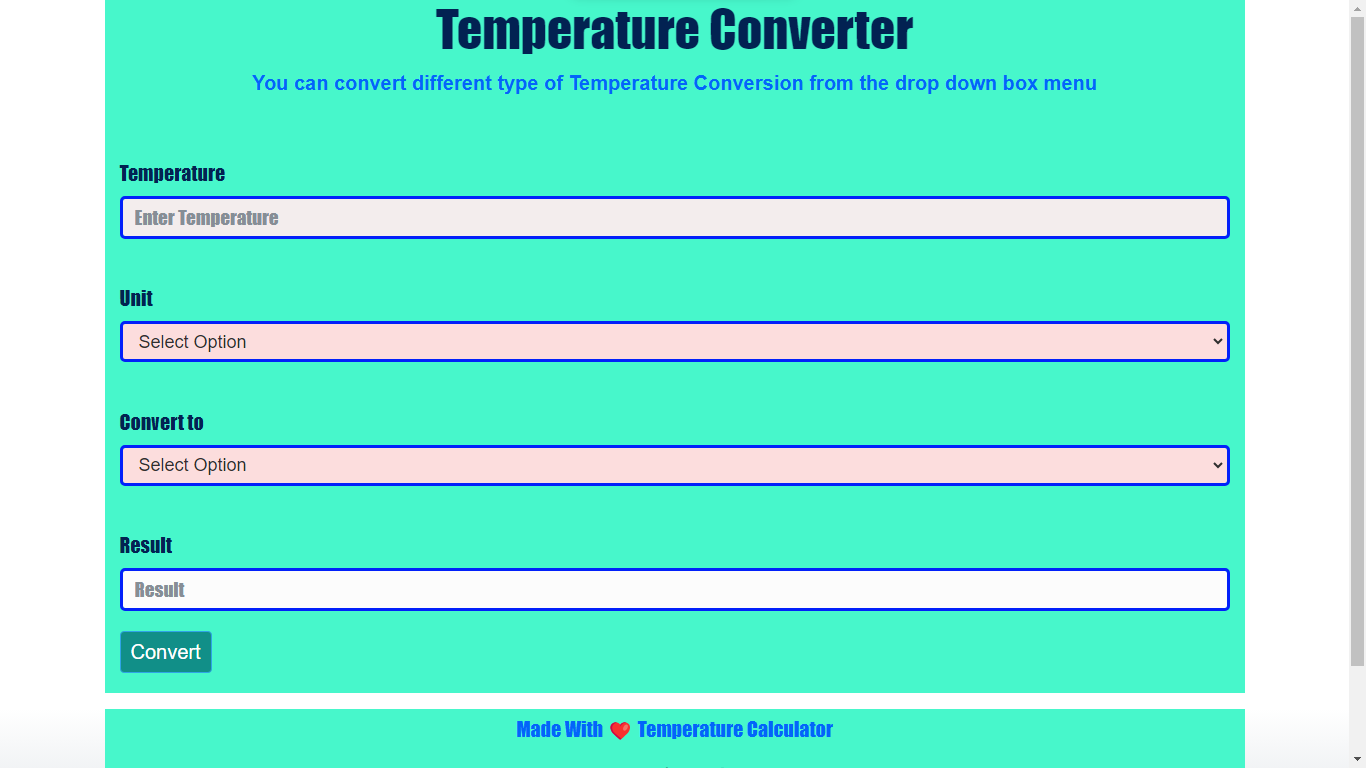 Temperature Converter
You can convert different type of Temperature Conversion from the drop down box menu
Temperature
Enter Temperature
Unit
Select Option
Convert to
Select Option
Result
Result
Convert
Made With ❤️ Temperature Calculator